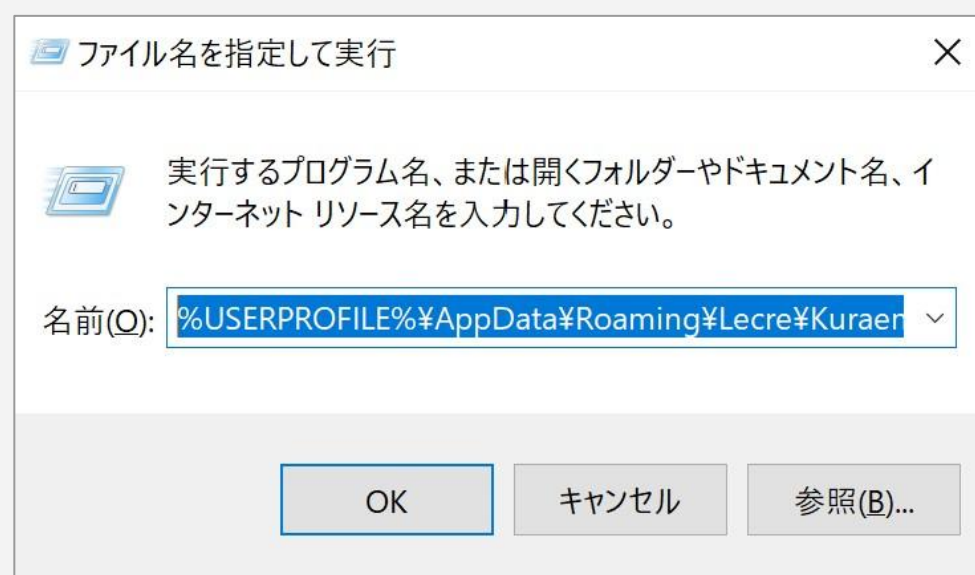 ファイル名を指定して実行
実行するプログラム名、または開くフォルダーやドキュメント名、イ
ンターネット リソース名を入力してください。
名前(O): %USERPROFILE%¥AppData¥Roaming¥Lecre¥
OK キャンセル 参照(B)...